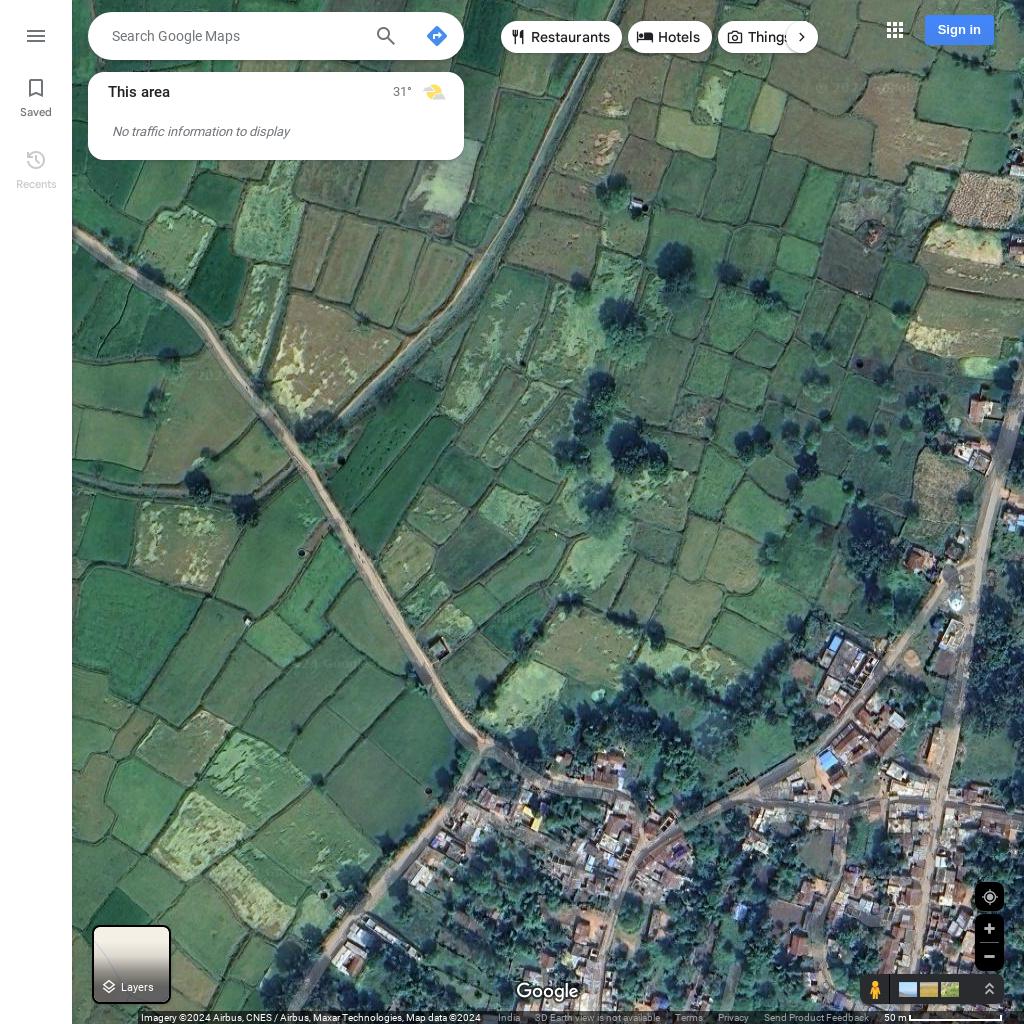 Search Google Maps
Restaurants
Hotels
Things
Sign in
This area
31°
No traffic information to display
Saved
Recents
Layers
Google
Imagery ©2024 Airbus, CNES / Airbus, Maxar Technologies, Map data ©2024
India
3D Earth view is not available
Terms
Privacy
Send Product Feedback
50 m